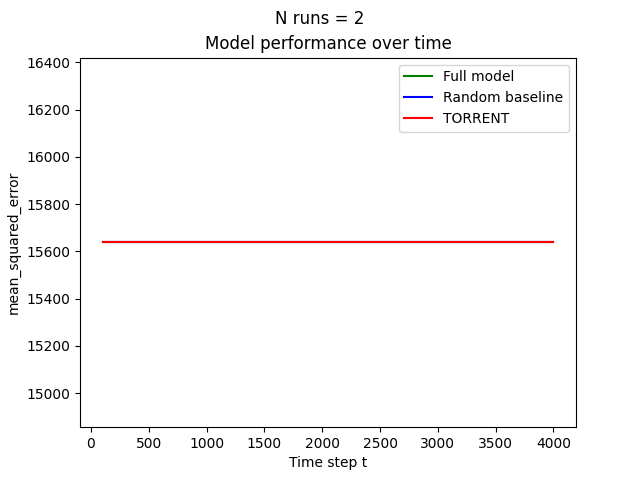 N runs = 2
Model performance over time
16400
16200
16000
15800
15600
15400
15200
15000
mean_squared_error
Full model
Random baseline
TORRENT
0 500 1000 1500 2000 2500 3000 3500 4000
Time step t